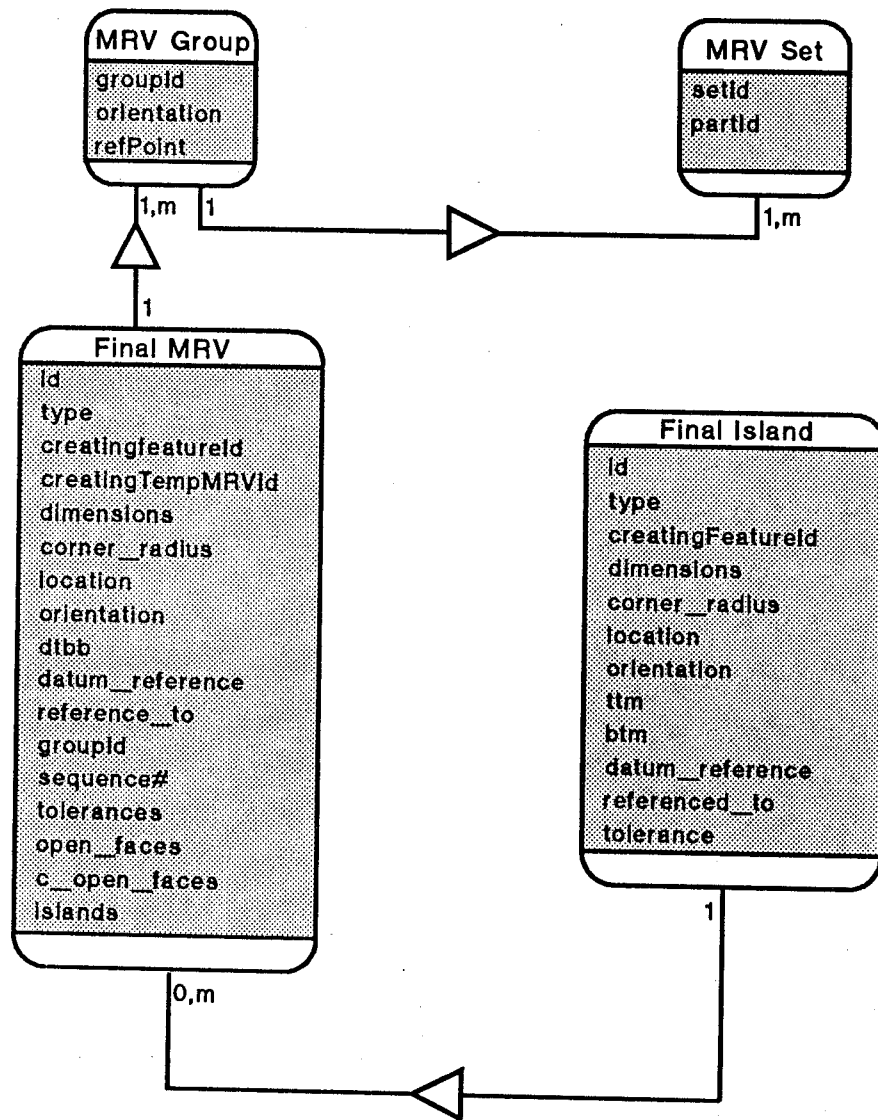 MRV Group
groupId
orientation
refPoint
1,m
1
MRV Set
setId
partId
1,m
1
Final MRV
id
type
creatingfeatureId
creatingTempMRVId
dimensions
corner_radius
location
orientation
dtbb
datum_reference
reference_to
groupId
sequence#
tolerances
open_faces
c_open_faces
islands
0,m
Final Island
id
type
creatingFeatureId
dimensions
corner_radius
location
orientation
ttm
btm
datum_reference
referenced_to
tolerance
1